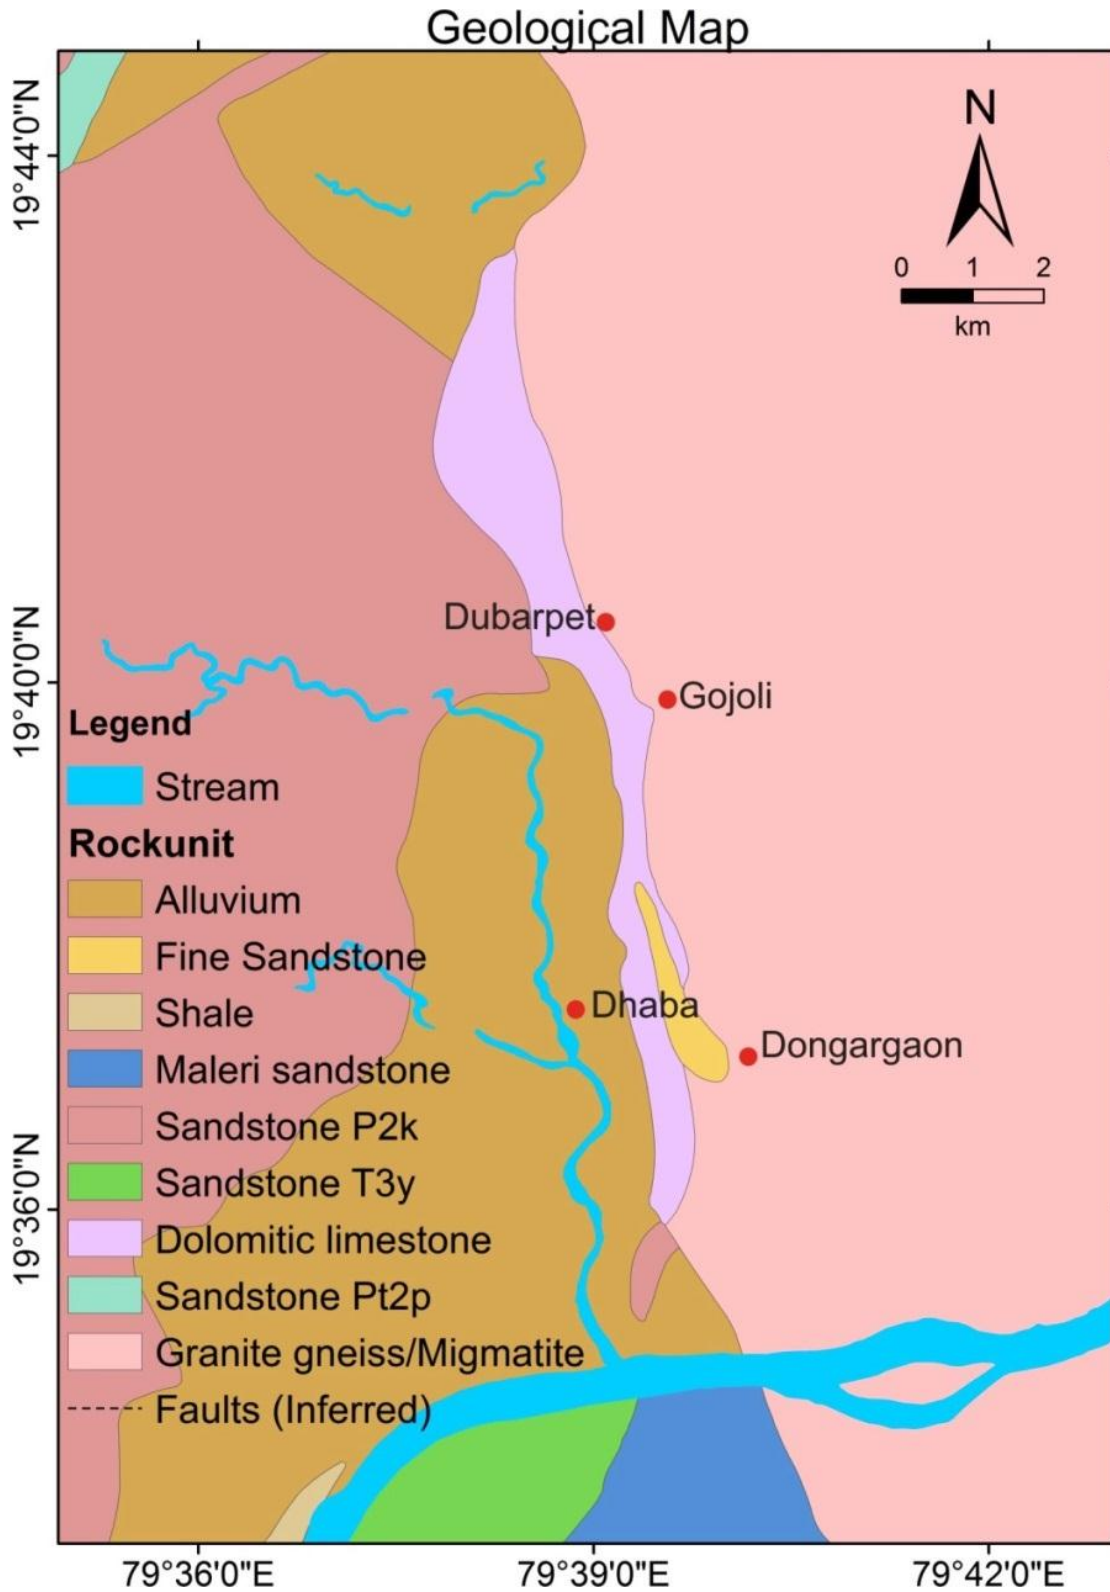 Geological Map
19°44'0"N
N
0 1 2
km
Dubarpet
19°40'0"N
Gojoli
Legend
Stream
Rockunit
Alluvium
Fine Sandstone
Shale
Dhaba
Dongargaon
Maleri sandstone
Sandstone P2k
Sandstone T3y
19°36'0"N
Dolomitic limestone
Sandstone Pt2p
Granite gneiss/Migmatite
Faults (Inferred)
79°36'0"E 79°39'0"E 79°42'0"E